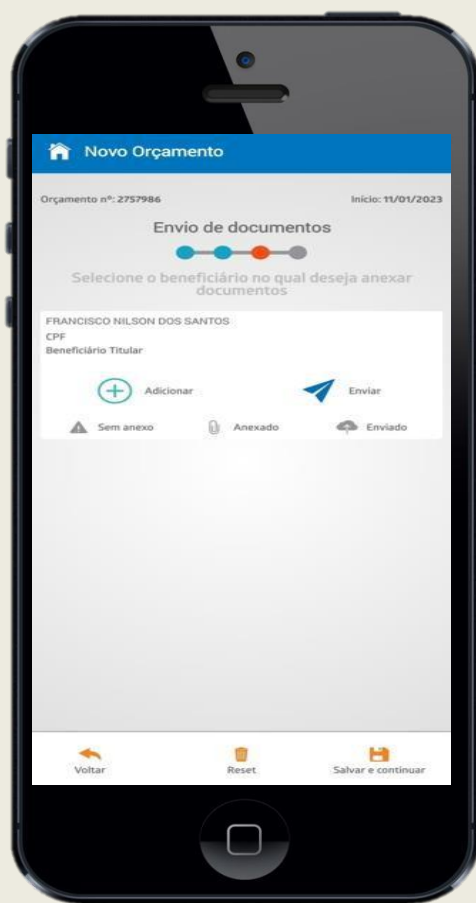 Novo Orçamento
Orçamento nº: 2757986 Início: 11/01/2023
Envio de documentos
Selecione o beneficiário no qual deseja anexar
documentos
FRANCISCO NILSON DOS SANTOS
CPF
Beneficiário Titular
Adicionar Enviar
Sem anexo Anexado Enviado
Voltar Reset Salvar e continuar